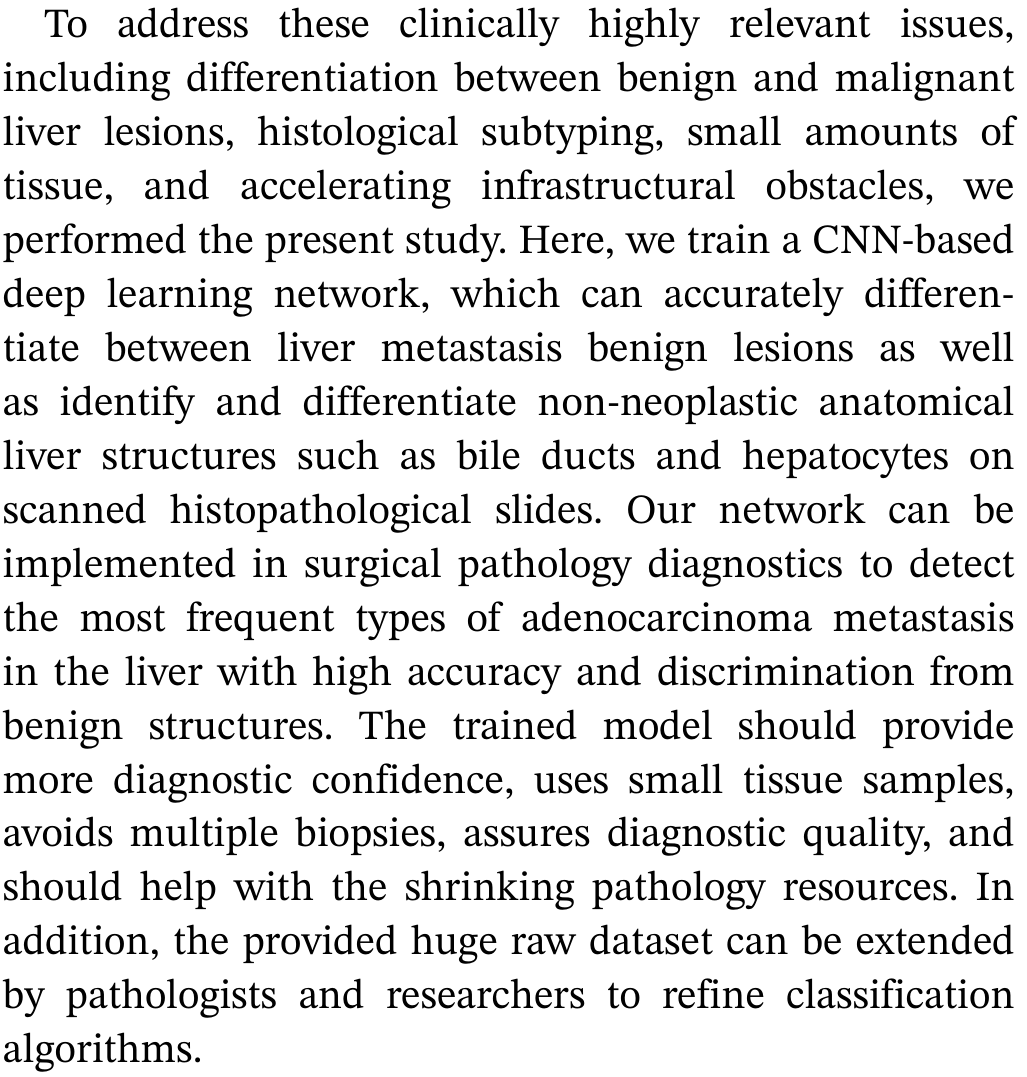 To address these clinically highly relevant issues,
including differentiation between benign and malignant
liver lesions, histological subtyping, small amounts of
tissue, and accelerating infrastructural obstacles, we
performed the present study. Here, we train a CNN-based
deep learning network, which can accurately differen-
tiate between liver metastasis benign lesions as well
as identify and differentiate non-neoplastic anatomical
liver structures such as bile ducts and hepatocytes on
scanned histopathological slides. Our network can be
implemented in surgical pathology diagnostics to detect
the most frequent types of adenocarcinoma metastasis
in the liver with high accuracy and discrimination from
benign structures. The trained model should provide
more diagnostic confidence, uses small tissue samples,
avoids multiple biopsies, assures diagnostic quality, and
should help with the shrinking pathology resources. In
addition, the provided huge raw dataset can be extended
by pathologists and researchers to refine classification
algorithms.